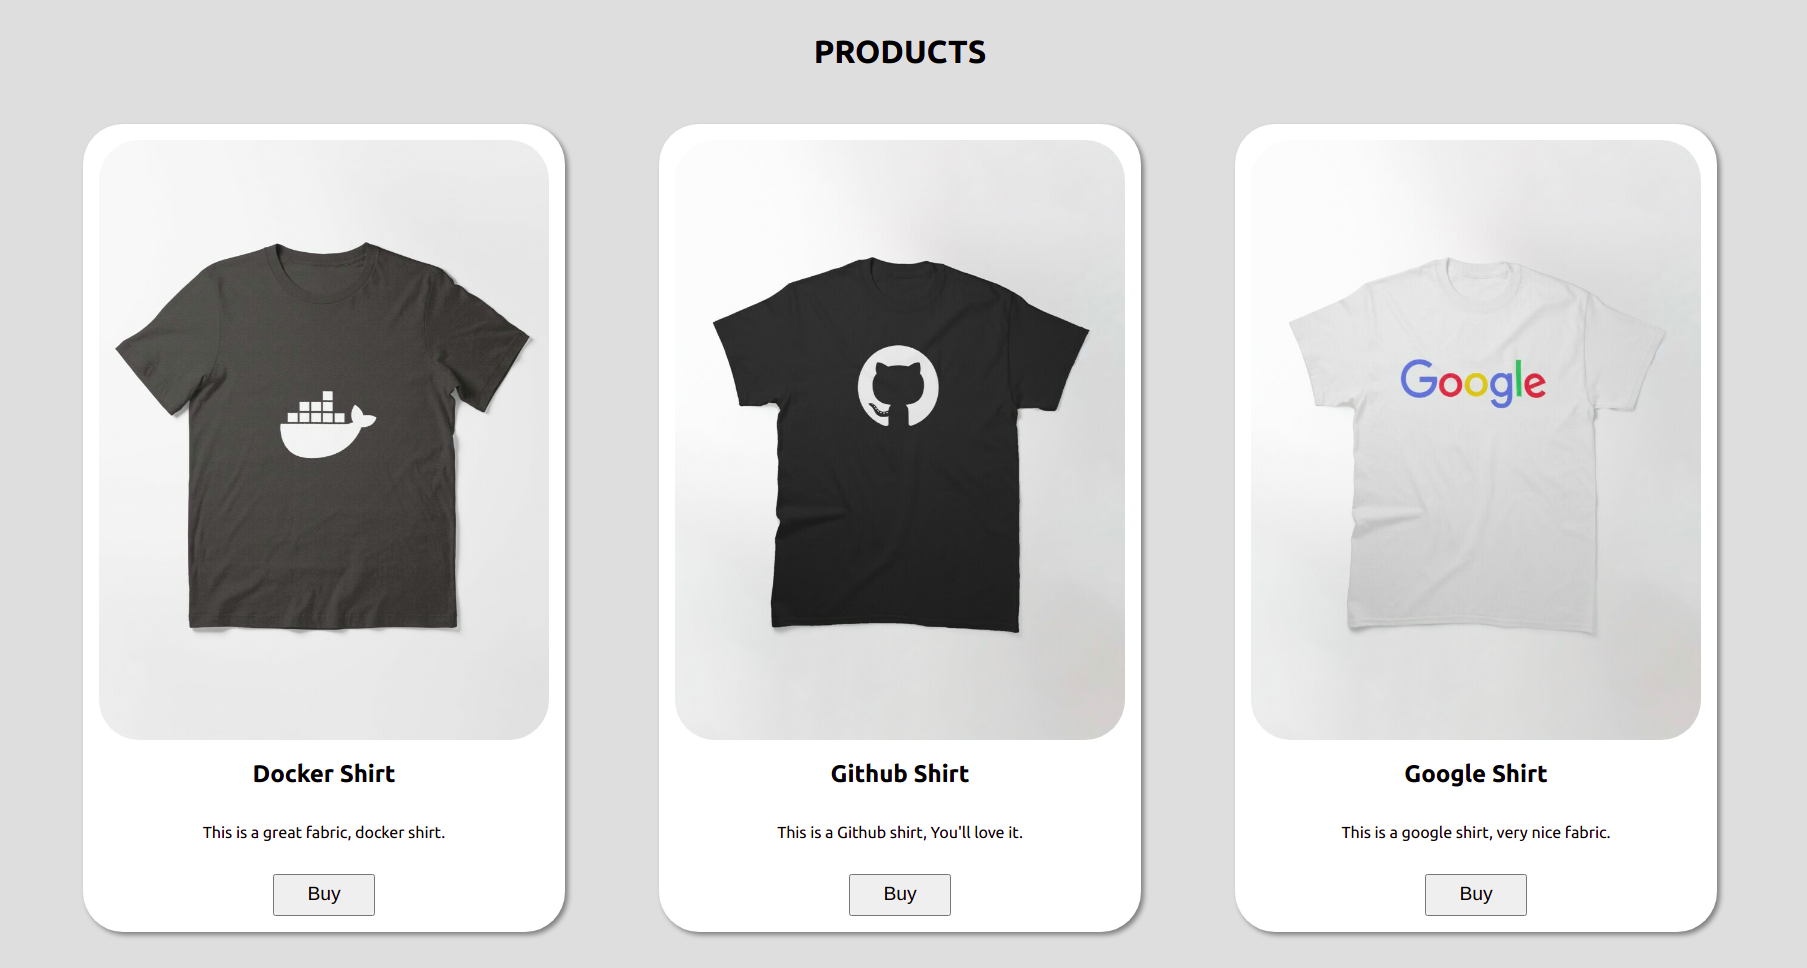 PRODUCTS
Google
Docker Shirt
Github Shirt
Google Shirt
This is a great fabric, docker shirt.
This is a Github shirt, You'll love it.
This is a google shirt, very nice fabric.
Buy
Buy
Buy